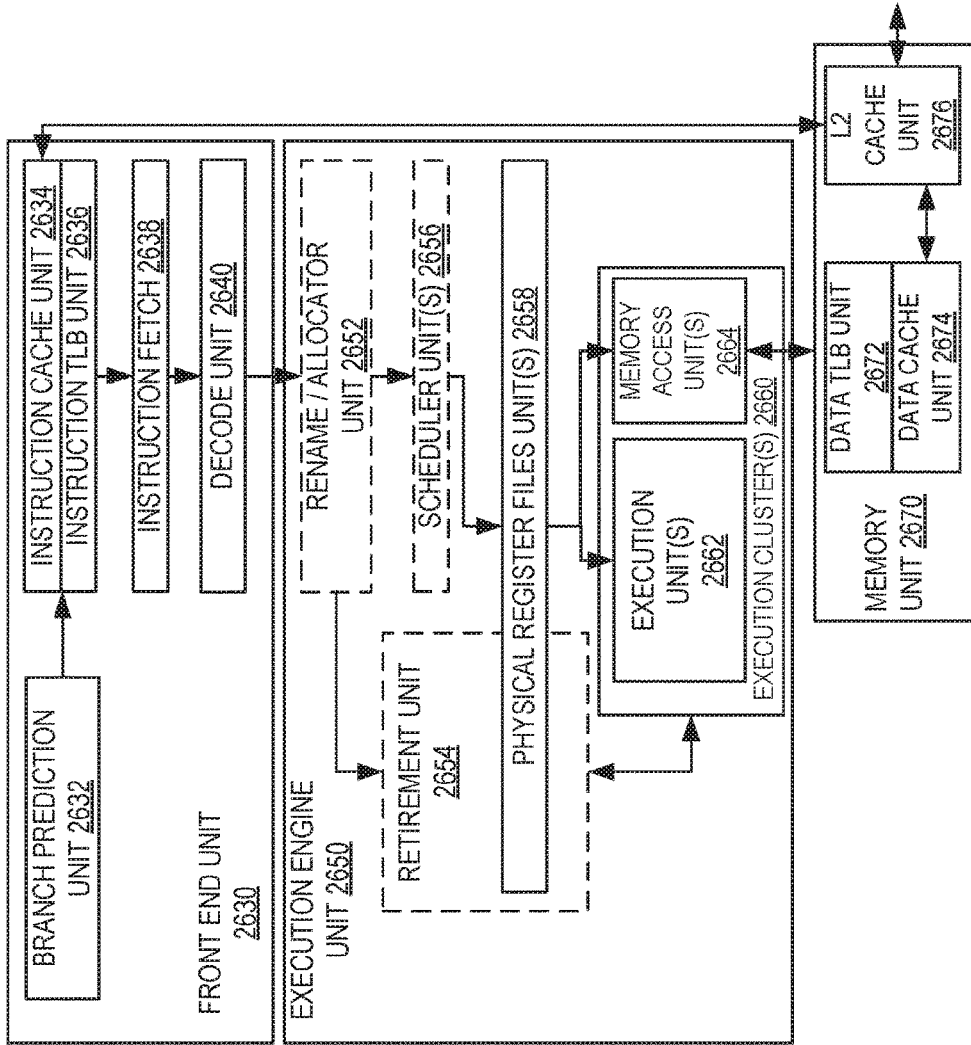 BRANCH PREDICTION
UNIT 2632
INSTRUCTION CACHE UNIT 2634
INSTRUCTION TLB UNIT 2636
INSTRUCTION FETCH 2638
DECODE UNIT 2640
FRONT END UNIT
2630
EXECUTION ENGINE
UNIT 2650
RENAME / ALLOCATOR
UNIT 2652
RETIREMENT UNIT
2654
SCHEDULER UNIT(S) 2656
PHYSICAL REGISTER FILES UNIT(S) 2658
EXECUTION
UNIT(S)
2662
MEMORY
ACCESS
UNIT(S)
2664
EXECUTION CLUSTER(S) 2660
MEMORY
UNIT 2670
DATA TLB UNIT
2672
DATA CACHE
UNIT 2674
L2
CACHE
UNIT
2676